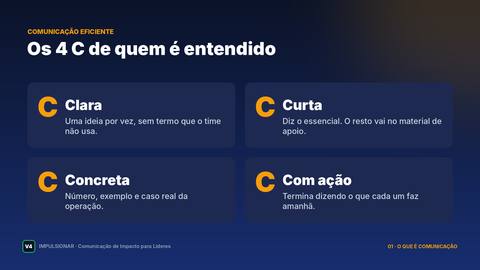 COMUNICAÇÃO EFICIENTE
Os 4 C de quem é entendido
C Clara
Uma ideia por vez, sem termo que o time
não usa.
C Curta
Diz o essencial. O resto vai no material de
apoio.
C Concreta
Número, exemplo e caso real da
operação.
C Com ação
Termina dizendo o que cada um faz
amanhã.
V4 IMPULSIONAR · Comunicação de Impacto para Líderes
01 · O QUE É COMUNICAÇÃO